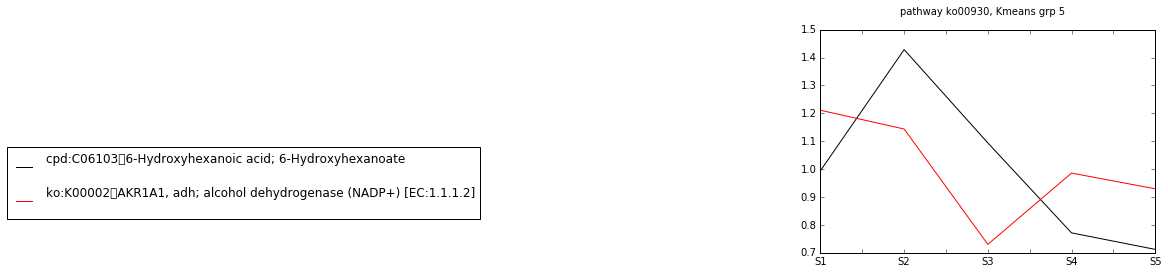 pathway ko00930, Kmeans grp 5
1.5
1.4
1.3
1.2
1.1
1.0
0.9
0.8
0.7
S1 S2 S3 S4 S5
cpd:C06103▯6-Hydroxyhexanoic acid; 6-Hydroxyhexanoate
ko:K00002▯AKR1A1, adh; alcohol dehydrogenase (NADP+) [EC:1.1.1.2]